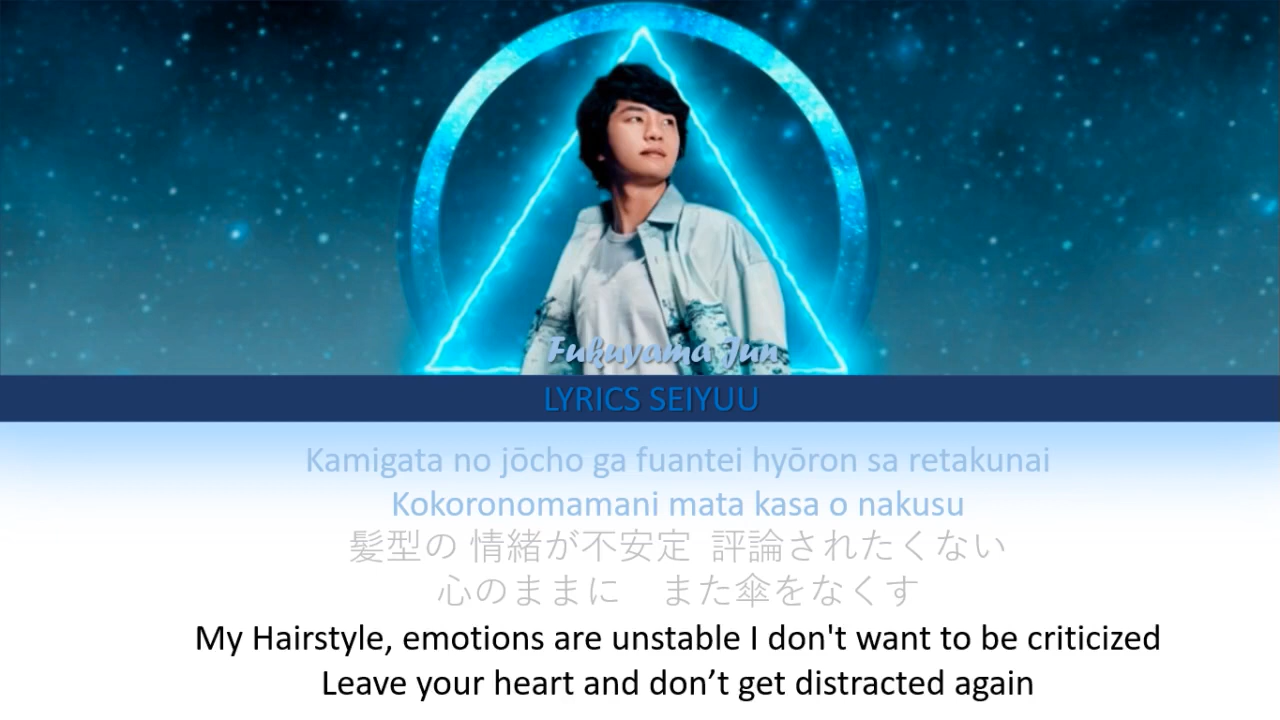 Fukuyama Jun
LYRICS SEIYUU
Kamigata no jōcho ga fuantei hyōron sa retakunai
Kokoronomamani mata kasa o nakusu
髪型の 情緒が不安定 評論されたくない
心のままに　また傘をなくす
My Hairstyle, emotions are unstable I don't want to be criticized
Leave your heart and don’t get distracted again